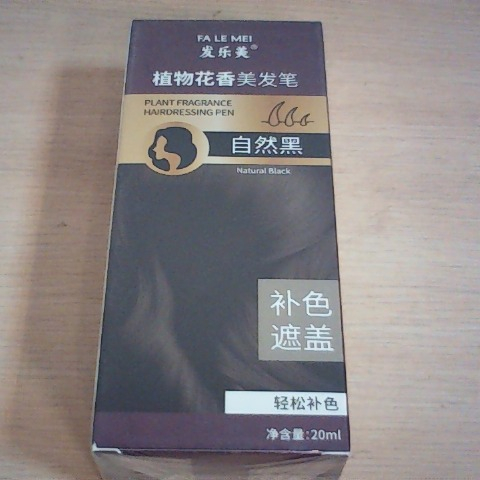 FA LE MEI
发乐美®
植物花香美发笔
PLANT FRAGRANCE
HAIRDRESSING PEN
自然黑
Natural Black
补色
遮盖
轻松补色
净含量:20ml